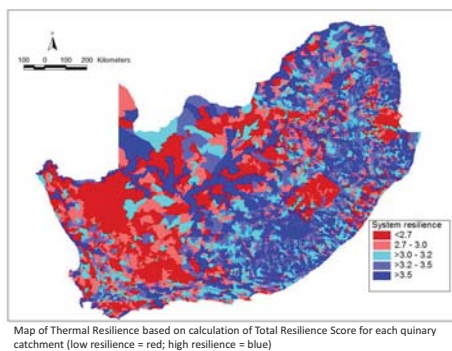 N
100 0 100 200 Kilometers
System resilience
<2.7
2.7 - 3.0
>3.0 - 3.2
>3.2 - 3.5
>3.5
Map of Thermal Resilience based on calculation of Total Resilience Score for each quinary
catchment (low resilience = red; high resilience = blue)